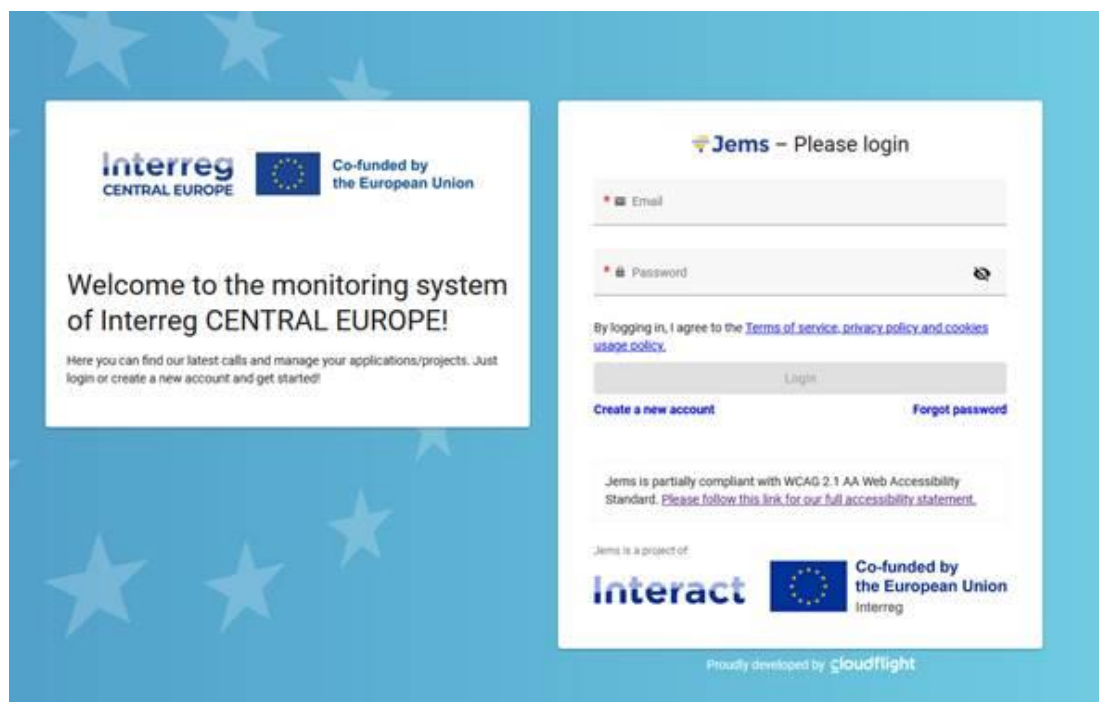 Interreg
CENTRAL EUROPE
Co-funded by
the European Union
Welcome to the monitoring system
of Interreg CENTRAL EUROPE!
Here you can find our latest calls and manage your applications/projects. Just
login or create a new account and get started!
Jems – Please login
* Email
* Password
By logging in, I agree to the Terms of service, privacy policy and cookies
usage policy.
Login
Create a new account
Forgot password
Jems is partially compliant with WCAG 2.1 AA Web Accessibility
Standard. Please follow this link for our full accessibility statement.
Jems is a project of
Interact
Co-funded by
the European Union
Interreg
Proudly developed by cloudflight